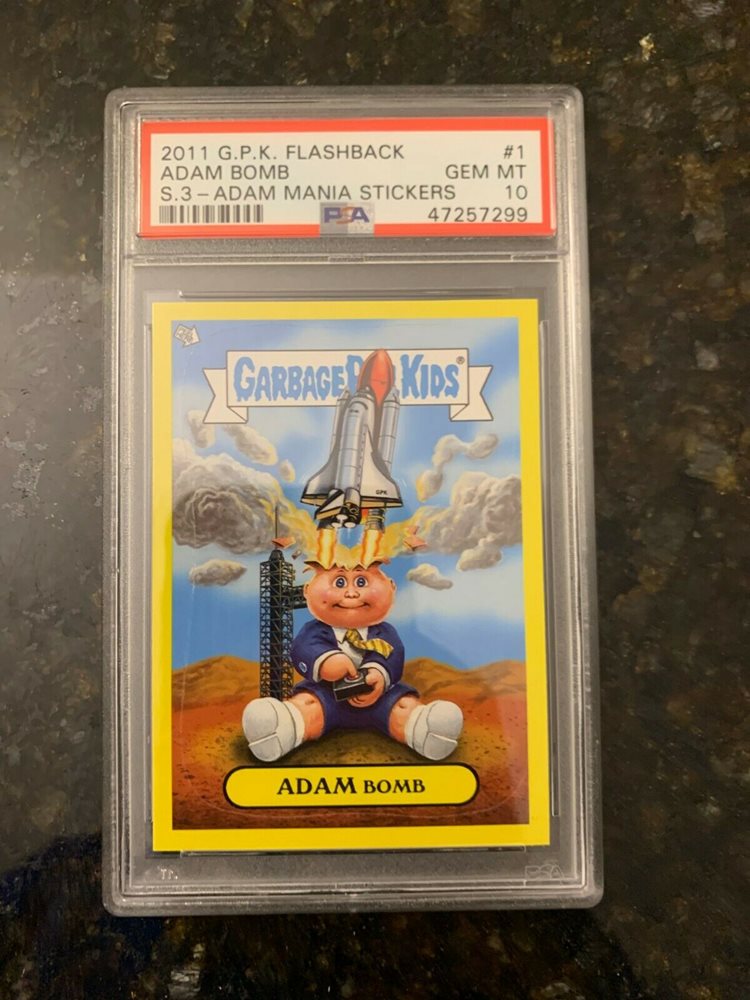 2011 G.P.K. FLASHBACK #1
ADAM BOMB GEM MT
S.3 – ADAM MANIA STICKERS 10
PSA 47257299
GARBAGE P KIDS®
GPK
ADAM BOMB
PSA